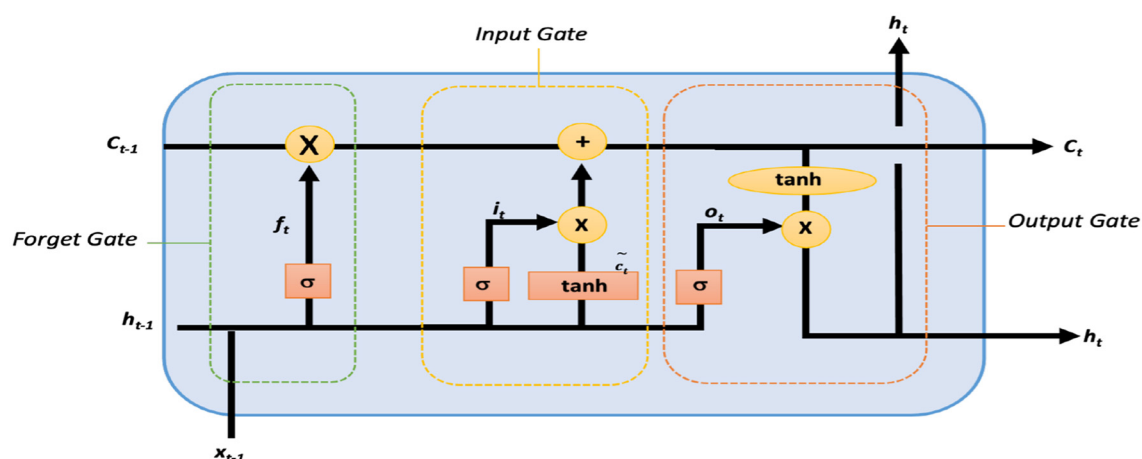 h_t
Input Gate
C_{t-1}
X
+
C_t
tanh
f_t
i_t
x
o_t
x
Output Gate
Forget Gate
σ
σ
tanh
c̃_t
σ
h_{t-1}
h_t
x_{t-1}